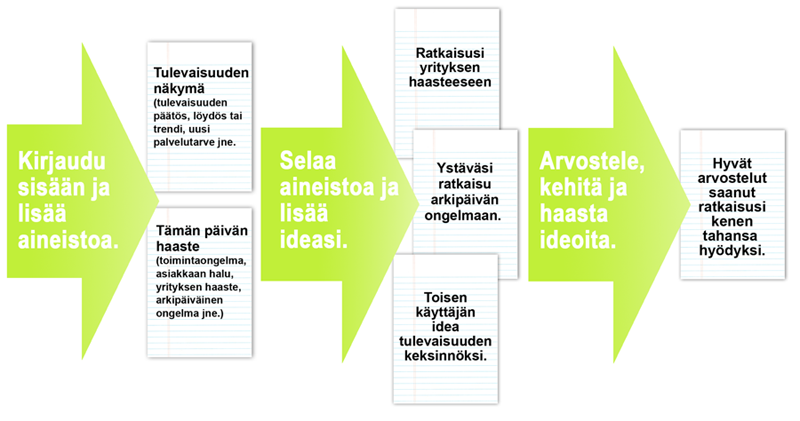 Kirjaudu
sisään ja
lisää
aineistoa.
Tulevaisuuden
näkymä
(tulevaisuuden
päätös, löydös tai
trendi, uusi
palvelutarve jne.
Tämän päivän
haaste
(toimintaongelma,
asiakkaan halu,
yrityksen haaste,
arkipäiväinen
ongelma jne.)
Selaa
aineistoa ja
lisää
ideasi.
Ratkaisusi
yrityksen
haasteeseen
Ystäväsi
ratkaisu
arkipäivän
ongelmaan.
Toisen
käyttäjän
idea
tulevaisuuden
keksinnöksi.
Arvostele,
kehitä ja
haasta
ideoita.
Hyvät
arvostelut
saanut
ratkaisusi
kenen
tahansa
hyödyksi.